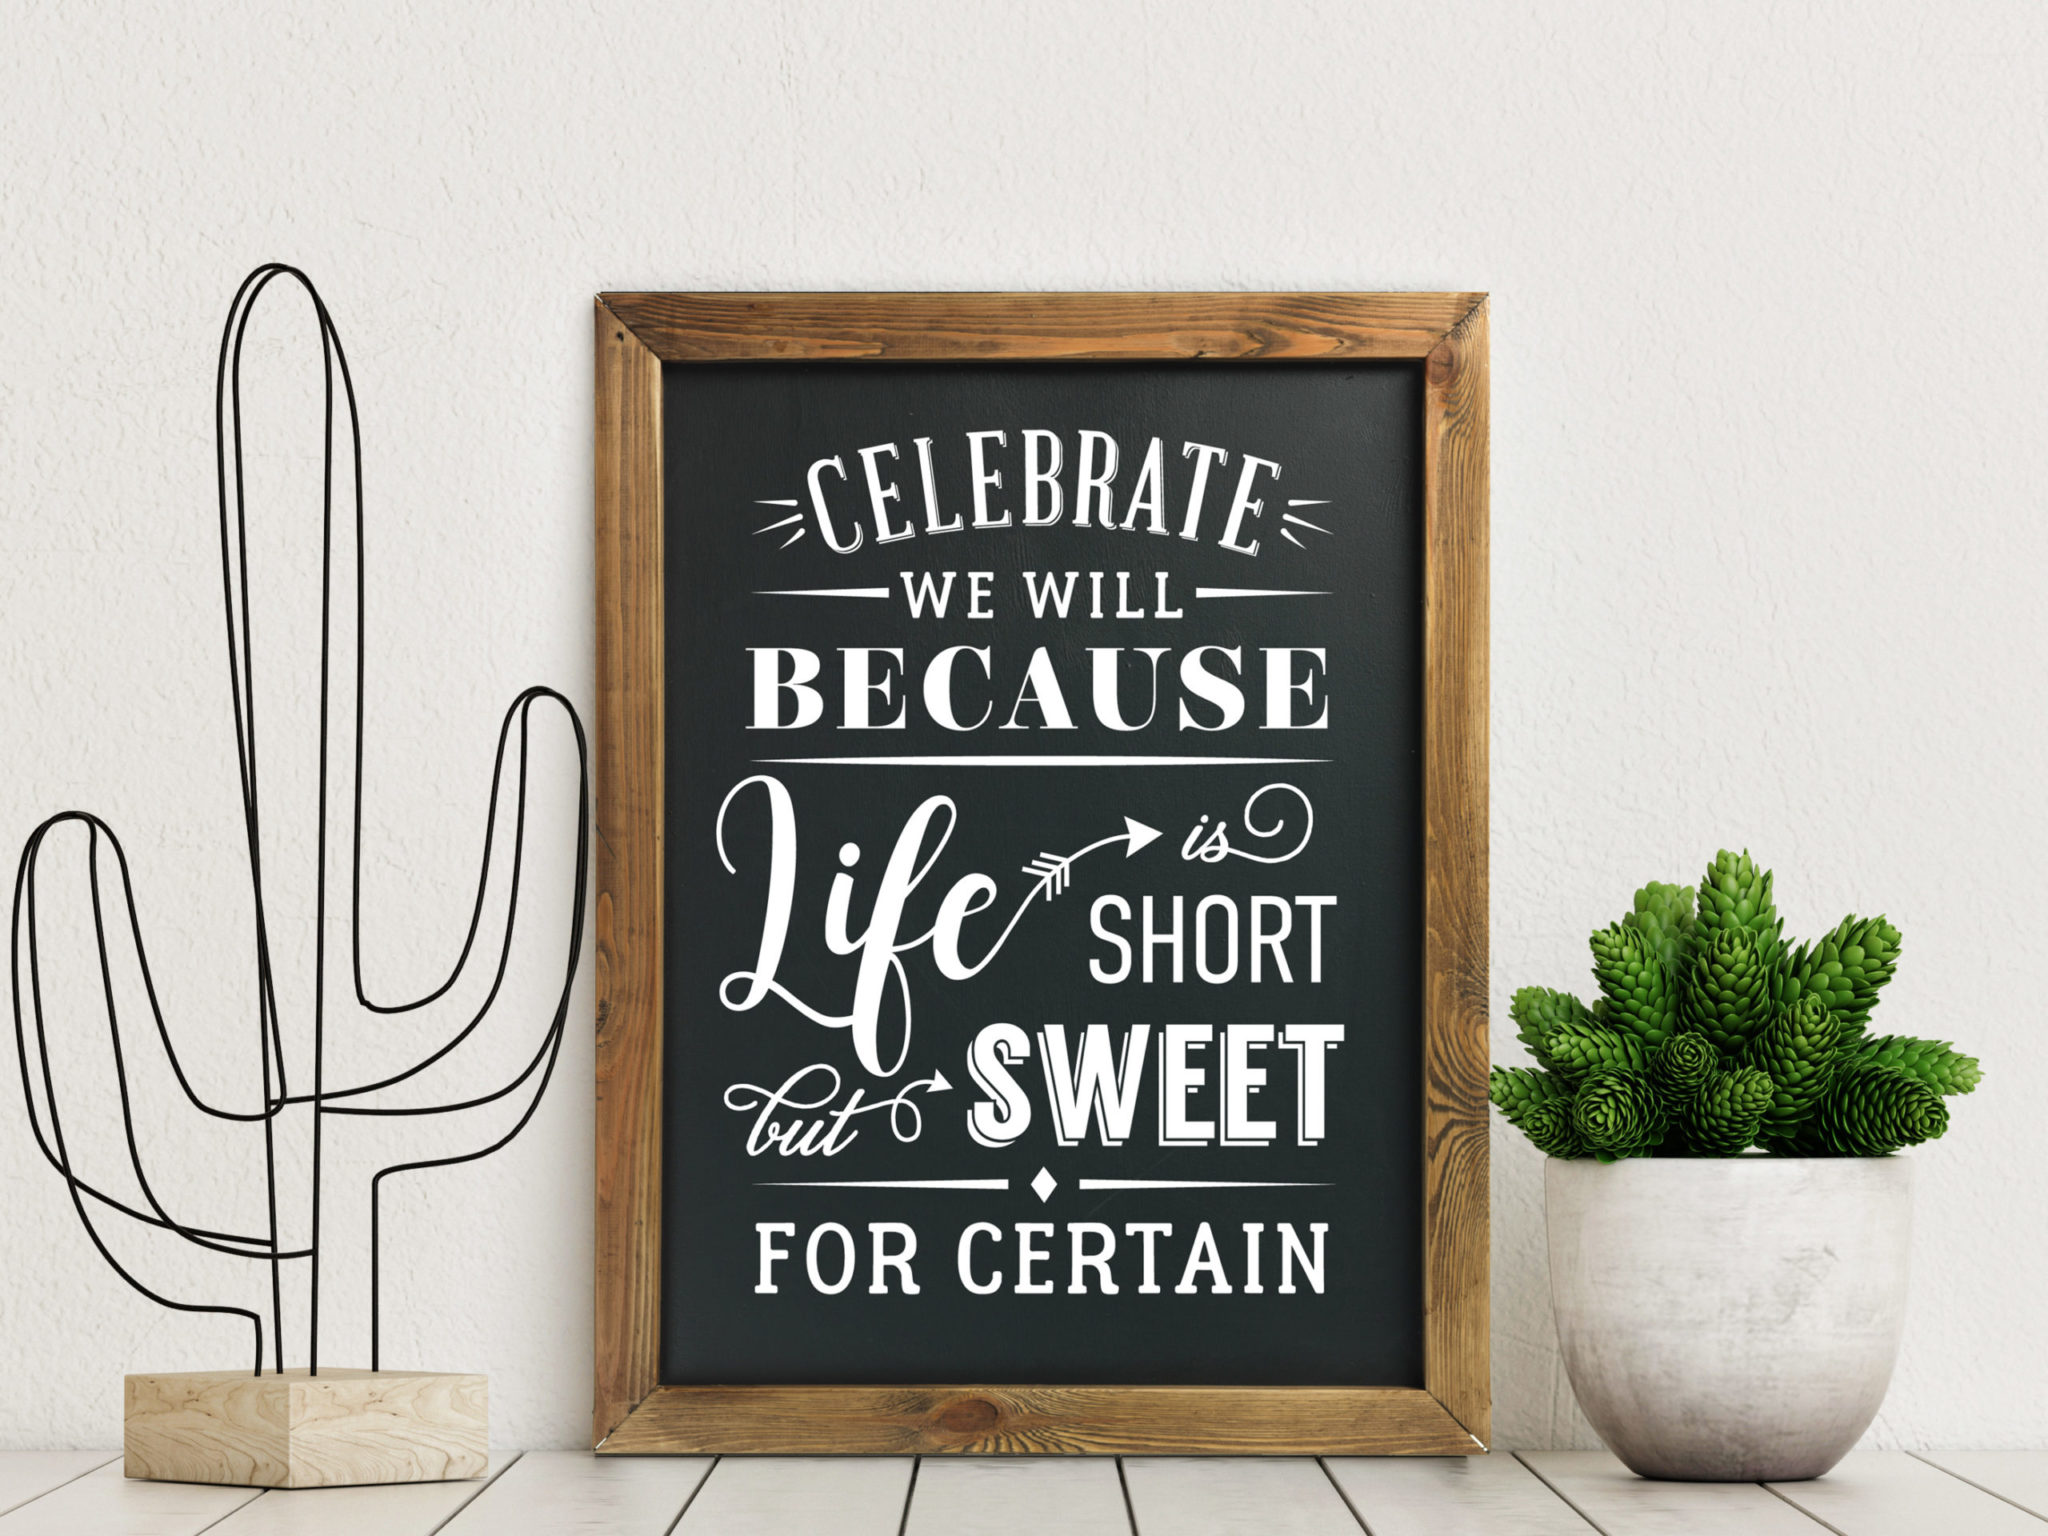 CELEBRATE
WE WILL
BECAUSE
Life is
SHORT
but SWEET
FOR CERTAIN